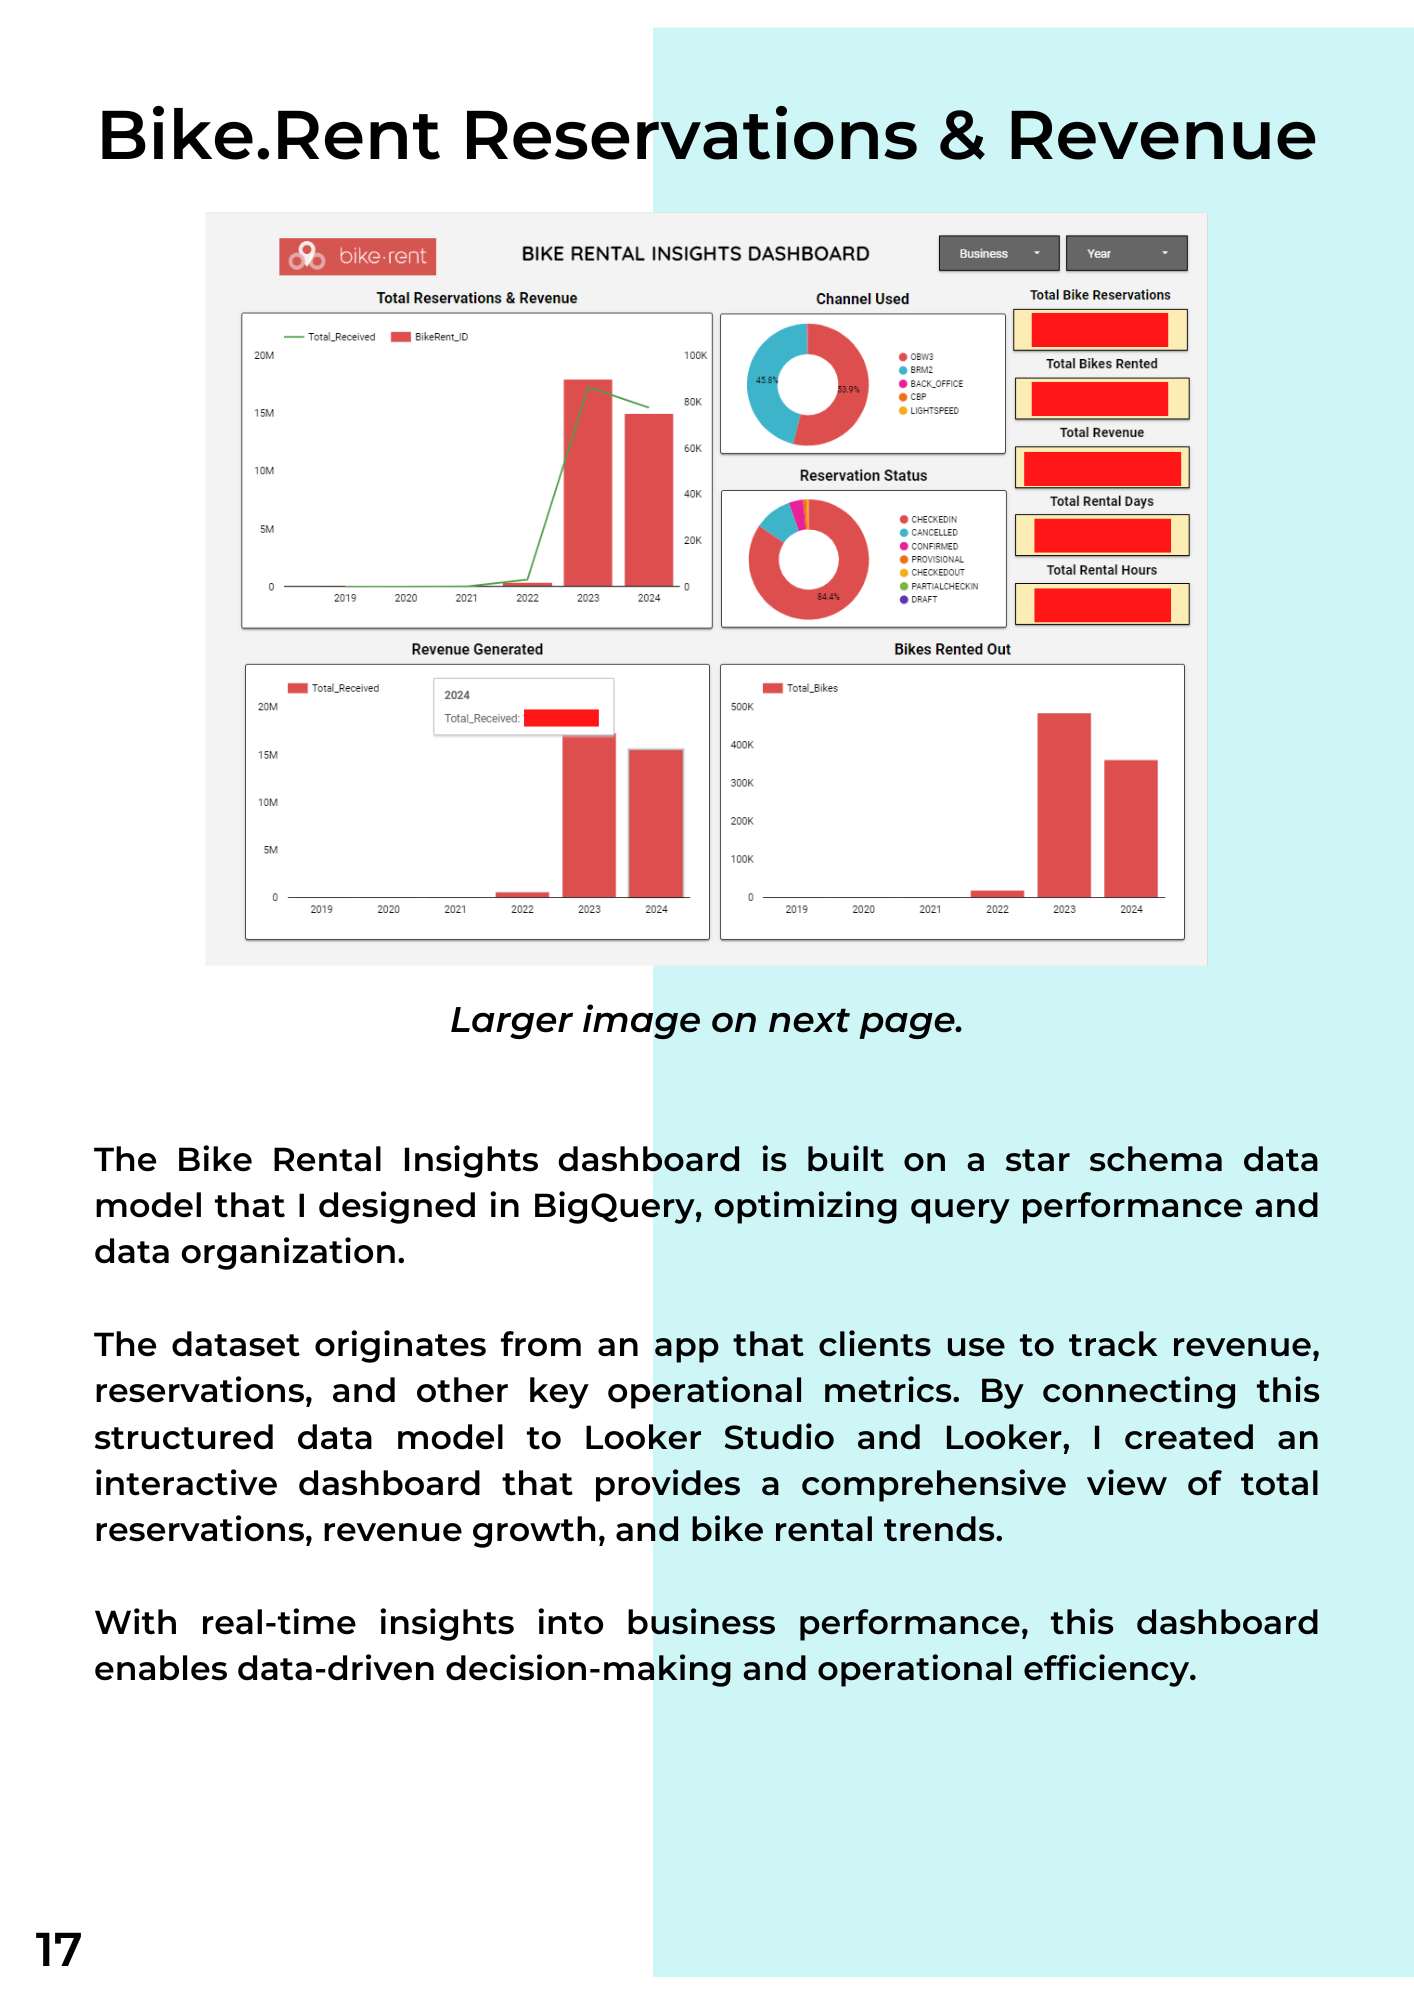 Bike.Rent Reservations & Revenue
bike·rent
BIKE RENTAL INSIGHTS DASHBOARD
Business
Year
Total Reservations & Revenue
Total_Received
BikeRent_ID
20M
15M
10M
5M
0
100K
80K
60K
40K
20K
0
2019 2020 2021 2022 2023 2024
Channel Used
45.8%
53.9%
OBW3
BRM2
BACK_OFFICE
CBP
LIGHTSPEED
Reservation Status
84.4%
CHECKEDIN
CANCELLED
CONFIRMED
PROVISIONAL
CHECKEDOUT
PARTIALCHECKIN
DRAFT
Total Bike Reservations
Total Bikes Rented
Total Revenue
Total Rental Days
Total Rental Hours
Revenue Generated
Total_Received
2024
Total_Received:
20M
15M
10M
5M
0
2019 2020 2021 2022 2023 2024
Bikes Rented Out
Total_Bikes
500K
400K
300K
200K
100K
0
2019 2020 2021 2022 2023 2024
Larger image on next page.
The Bike Rental Insights dashboard is built on a star schema data
model that I designed in BigQuery, optimizing query performance and
data organization.
The dataset originates from an app that clients use to track revenue,
reservations, and other key operational metrics. By connecting this
structured data model to Looker Studio and Looker, I created an
interactive dashboard that provides a comprehensive view of total
reservations, revenue growth, and bike rental trends.
With real-time insights into business performance, this dashboard
enables data-driven decision-making and operational efficiency.
17